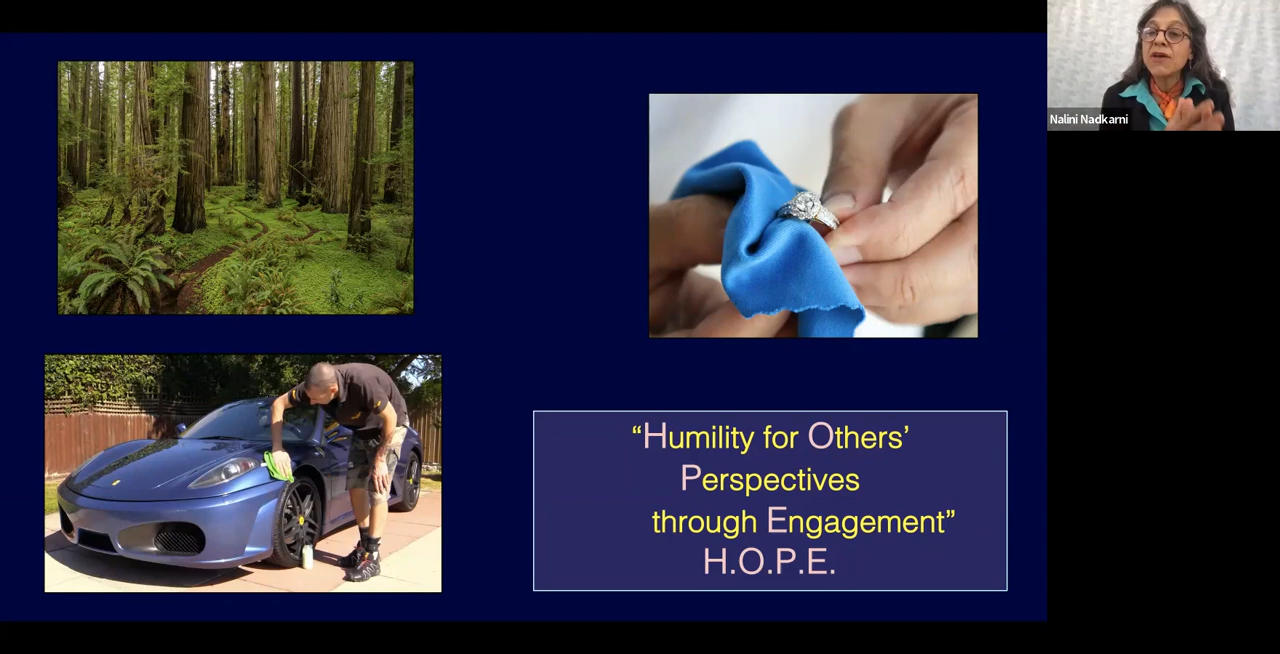 Nalini Nadkarni
“Humility for Others’
Perspectives
through Engagement”
H.O.P.E.